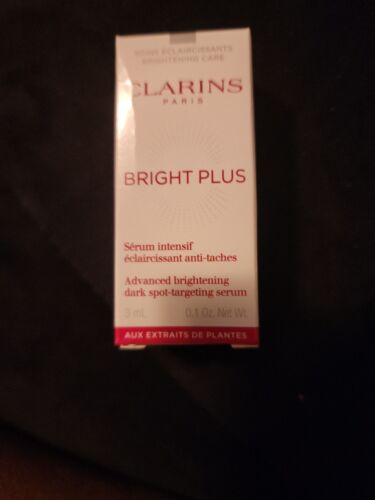 SOINS ÉCLAIRCISSANTS
BRIGHTENING CARE
CLARINS
PARIS
BRIGHT PLUS
Sérum intensif
éclaircissant anti-taches
Advanced brightening
dark spot-targeting serum
3 mL 0.1 Oz. Net Wt.
AUX EXTRAITS DE PLANTES